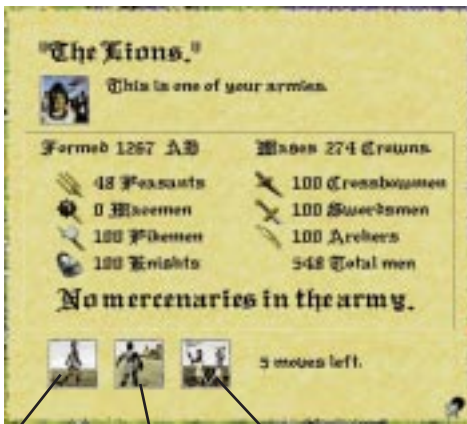 "The Lions."
This is one of your armies.
Formed 1267 AD
Wages 274 Crowns.
48 Peasants
100 Crossbowmen
0 Macemen
100 Swordsmen
100 Pikemen
100 Archers
100 Knights
548 Total men
No mercenaries in the army.
5 moves left.